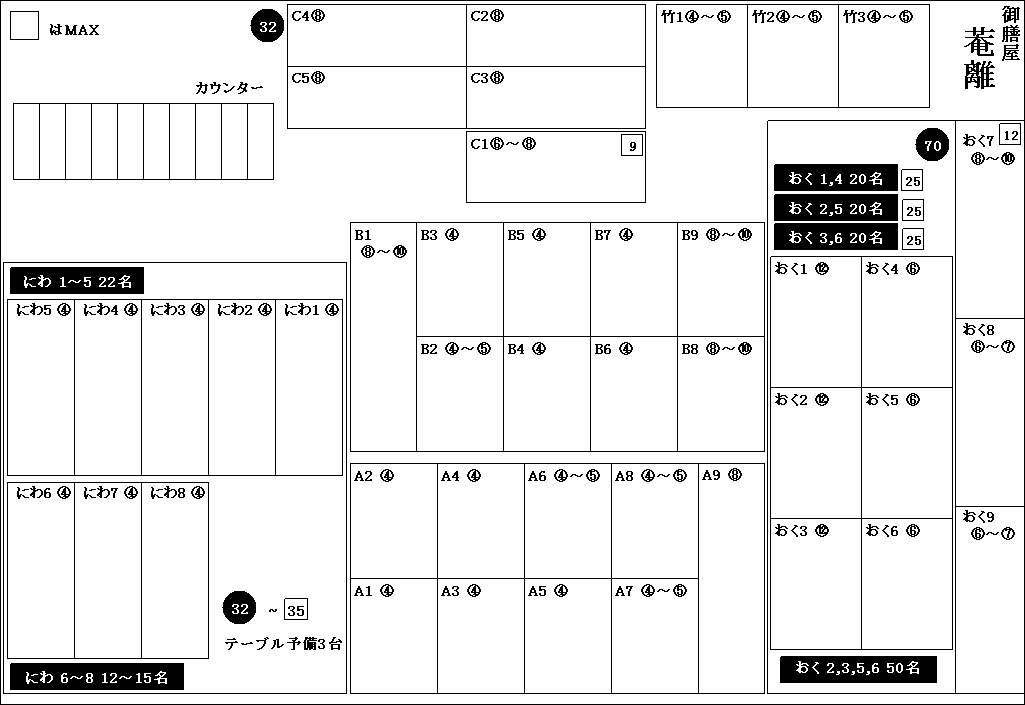 はMAX
32
C4⑧
C2⑧
竹1④〜⑤
竹2④〜⑤
竹3④〜⑤
御膳屋
菴離
カウンター
C5⑧
C3⑧
C1⑥〜⑧
9
70
おく7
12
⑧〜⑩
おく1,4 20名
25
おく2,5 20名
25
おく3,6 20名
25
B1
⑧〜⑩
B3 ④
B5 ④
B7 ④
B9 ⑧〜⑩
にわ 1〜5 22名
おく1 ⑫
おく4 ⑥
にわ5 ④
にわ4 ④
にわ3 ④
にわ2 ④
にわ1 ④
おく8
⑥〜⑦
B2 ④〜⑤
B4 ④
B6 ④
B8 ⑧〜⑩
おく2 ⑫
おく5 ⑥
A2 ④
A4 ④
A6 ④〜⑤
A8 ④〜⑤
A9 ⑧
にわ6 ④
にわ7 ④
にわ8 ④
おく9
⑥〜⑦
おく3 ⑫
おく6 ⑥
A1 ④
A3 ④
A5 ④
A7 ④〜⑤
32 ~ 35
テーブル予備3台
にわ 6〜8 12〜15名
おく2,3,5,6 50名